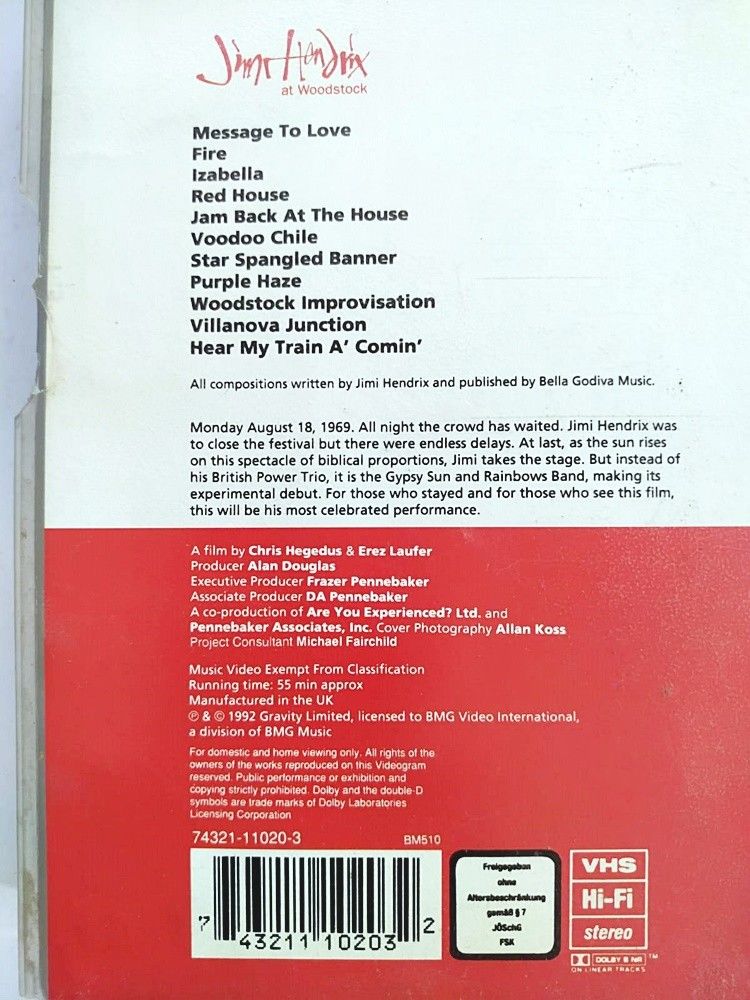 Jimi Hendrix
at Woodstock
Message To Love
Fire
Izabella
Red House
Jam Back At The House
Voodoo Chile
Star Spangled Banner
Purple Haze
Woodstock Improvisation
Villanova Junction
Hear My Train A' Comin'
All compositions written by Jimi Hendrix and published by Bella Godiva Music.
Monday August 18, 1969. All night the crowd has waited. Jimi Hendrix was
to close the festival but there were endless delays. At last, as the sun rises
on this spectacle of biblical proportions, Jimi takes the stage. But instead of
his British Power Trio, it is the Gypsy Sun and Rainbows Band, making its
experimental debut. For those who stayed and for those who see this film,
this will be his most celebrated performance.
A film by Chris Hegedus & Erez Laufer
Producer Alan Douglas
Executive Producer Frazer Pennebaker
Associate Producer DA Pennebaker
A co-production of Are You Experienced? Ltd. and
Pennebaker Associates, Inc. Cover Photography Allan Koss
Project Consultant Michael Fairchild
Music Video Exempt From Classification
Running time: 55 min approx
Manufactured in the UK
℗ & © 1992 Gravity Limited, licensed to BMG Video International,
a division of BMG Music
For domestic and home viewing only. All rights of the
owners of the works reproduced on this Videogram
reserved. Public performance or exhibition and
copying strictly prohibited. Dolby and the double-D
symbols are trade marks of Dolby Laboratories
Licensing Corporation
74321-11020-3 BM510
7 43211 10203 2
Freigegeben
ohne
Altersbeschränkung
gemäß § 7
JÖSchG
FSK
VHS
Hi-Fi
stereo
DOLBY B NR ™
ON LINEAR TRACKS